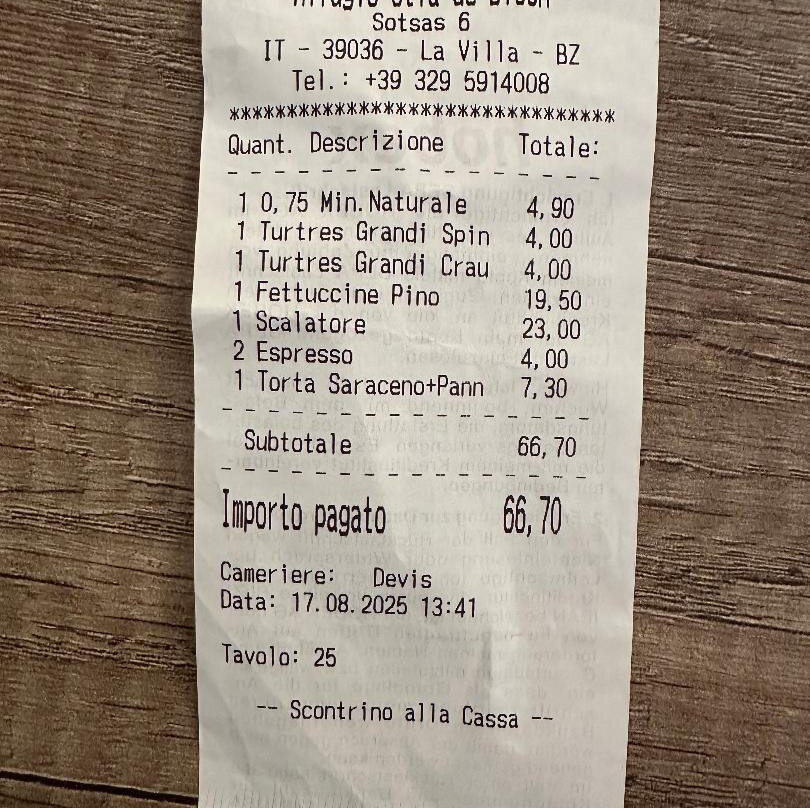 Sotsas 6
IT - 39036 - La Villa - BZ
Tel.: +39 329 5914008
*********************************
Quant. Descrizione Totale:
- - - - - - - - - - - - - - - -
1 0,75 Min.Naturale 4,90
1 Turtres Grandi Spin 4,00
1 Turtres Grandi Crau 4,00
1 Fettuccine Pino 19,50
1 Scalatore 23,00
2 Espresso 4,00
1 Torta Saraceno+Pann 7,30
- - - - - - - - - - - - - - - -
Subtotale 66,70
- - - - - - - - - - - - - - - -
Importo pagato 66,70
Cameriere: Devis
Data: 17.08.2025 13:41
Tavolo: 25
-- Scontrino alla Cassa --